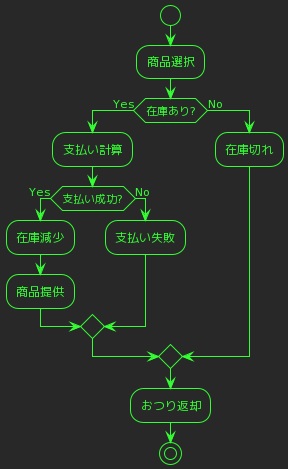 商品選択
在庫あり?
Yes
No
支払い計算
在庫切れ
支払い成功?
Yes
No
在庫減少
支払い失敗
商品提供
おつり返却